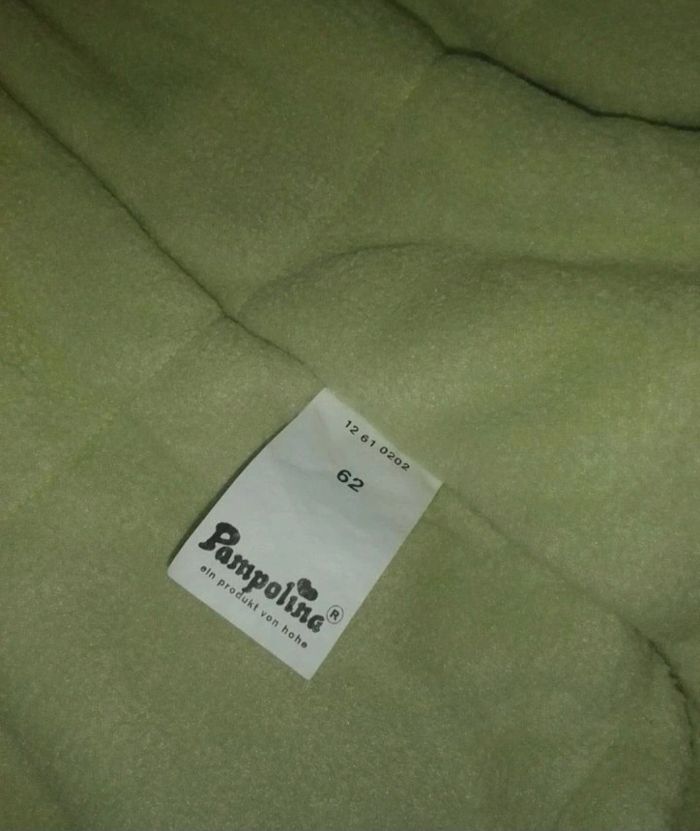 12 61 0202
62
Pampolina ®
ein produkt von hohe